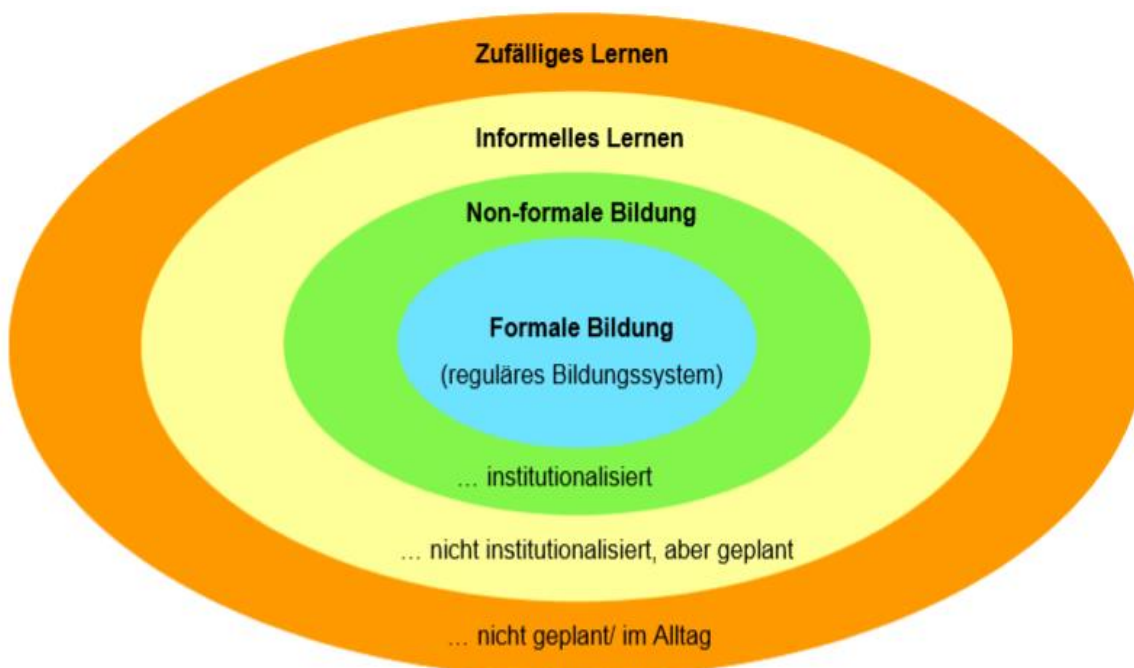 Zufälliges Lernen
Informelles Lernen
Non-formale Bildung
Formale Bildung
(reguläres Bildungssystem)
... institutionalisiert
... nicht institutionalisiert, aber geplant
... nicht geplant/ im Alltag